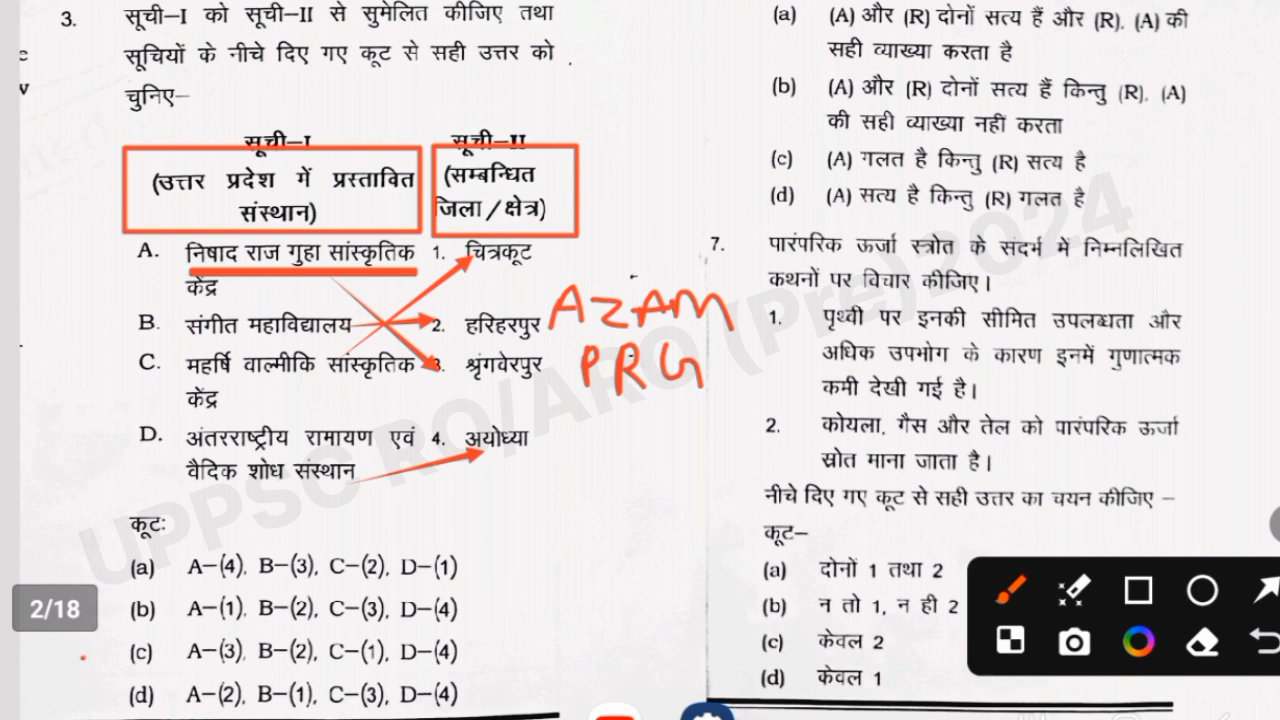 3. सूची–I को सूची–II से सुमेलित कीजिए तथा
सूचियों के नीचे दिए गए कूट से सही उत्तर को
चुनिए–
सूची–I सूची–II
(उत्तर प्रदेश में प्रस्तावित संस्थान) (सम्बन्धित जिला/क्षेत्र)
A. निषाद राज गुहा सांस्कृतिक 1. चित्रकूट
केंद्र
B. संगीत महाविद्यालय 2. हरिहरपुर AZAM
C. महर्षि वाल्मीकि सांस्कृतिक 3. श्रृंगवेरपुर PRG
केंद्र
D. अंतरराष्ट्रीय रामायण एवं 4. अयोध्या
वैदिक शोध संस्थान
कूटः
(a) A–(4), B–(3), C–(2), D–(1)
(b) A–(1), B–(2), C–(3), D–(4)
(c) A–(3), B–(2), C–(1), D–(4)
(d) A–(2), B–(1), C–(3), D–(4)
(a) (A) और (R) दोनों सत्य हैं और (R), (A) की
सही व्याख्या करता है
(b) (A) और (R) दोनों सत्य हैं किन्तु (R), (A)
की सही व्याख्या नहीं करता
(c) (A) गलत है किन्तु (R) सत्य है
(d) (A) सत्य है किन्तु (R) गलत है
7. पारंपरिक ऊर्जा स्त्रोत के संदर्भ में निम्नलिखित
कथनों पर विचार कीजिए।
1. पृथ्वी पर इनकी सीमित उपलब्धता और
अधिक उपभोग के कारण इनमें गुणात्मक
कमी देखी गई है।
2. कोयला, गैस और तेल को पारंपरिक ऊर्जा
स्रोत माना जाता है।
नीचे दिए गए कूट से सही उत्तर का चयन कीजिए –
कूट–
(a) दोनों 1 तथा 2
(b) न तो 1, न ही 2
(c) केवल 2
(d) केवल 1
UPPSC RO/ARO (Pre) 2024
2/18